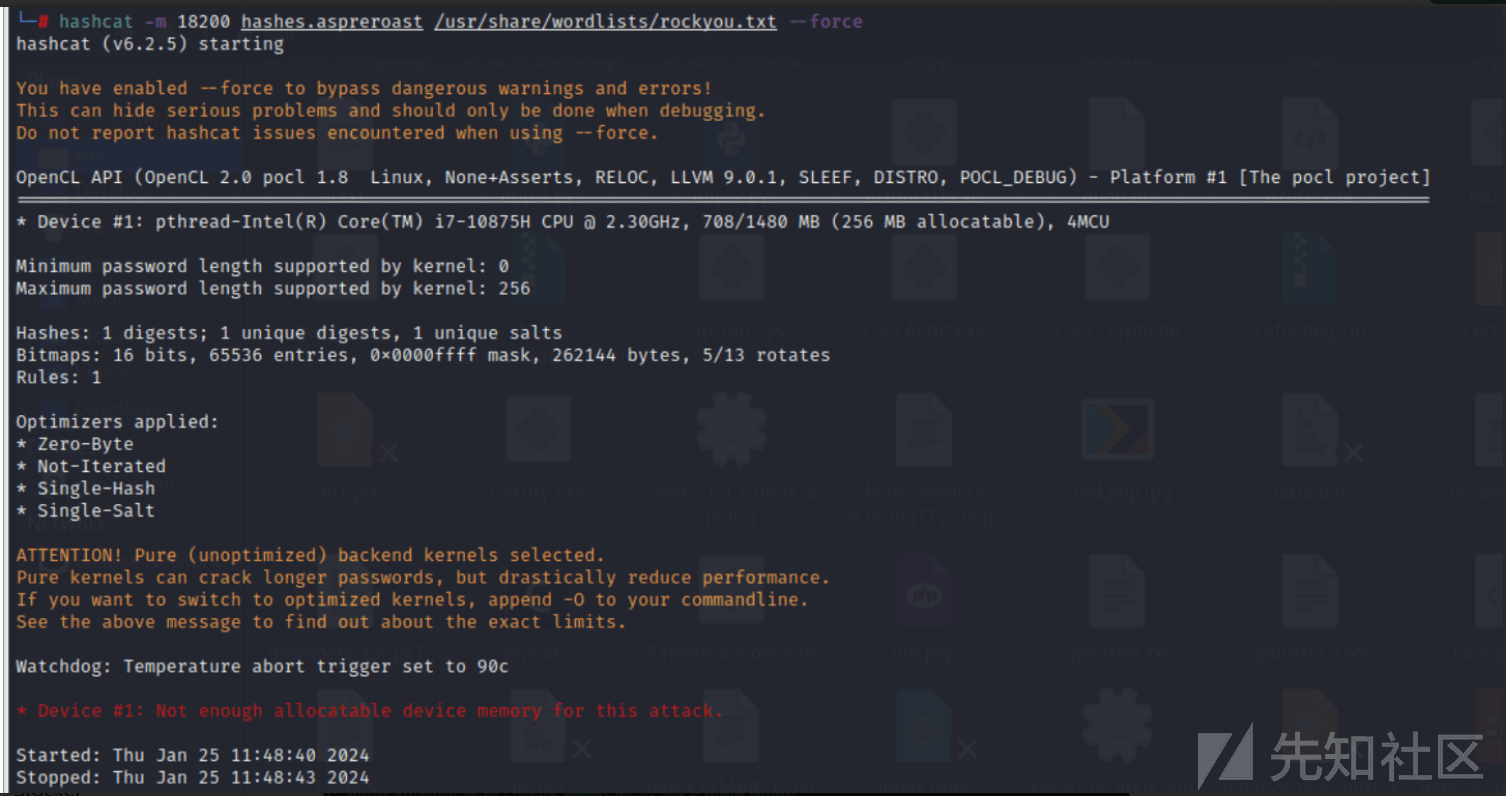 └─# hashcat -m 18200 hashes.aspreroast /usr/share/wordlists/rockyou.txt --force
hashcat (v6.2.5) starting
You have enabled --force to bypass dangerous warnings and errors!
This can hide serious problems and should only be done when debugging.
Do not report hashcat issues encountered when using --force.
OpenCL API (OpenCL 2.0 pocl 1.8  Linux, None+Asserts, RELOC, LLVM 9.0.1, SLEEF, DISTRO, POCL_DEBUG) - Platform #1 [The pocl project]
* Device #1: pthread-Intel(R) Core(TM) i7-10875H CPU @ 2.30GHz, 708/1480 MB (256 MB allocatable), 4MCU
Minimum password length supported by kernel: 0
Maximum password length supported by kernel: 256
Hashes: 1 digests; 1 unique digests, 1 unique salts
Bitmaps: 16 bits, 65536 entries, 0×0000ffff mask, 262144 bytes, 5/13 rotates
Rules: 1
Optimizers applied:
* Zero-Byte
* Not-Iterated
* Single-Hash
* Single-Salt
ATTENTION! Pure (unoptimized) backend kernels selected.
Pure kernels can crack longer passwords, but drastically reduce performance.
If you want to switch to optimized kernels, append -O to your commandline.
See the above message to find out about the exact limits.
Watchdog: Temperature abort trigger set to 90c
* Device #1: Not enough allocatable device memory for this attack.
Started: Thu Jan 25 11:48:40 2024
Stopped: Thu Jan 25 11:48:43 2024
先知社区